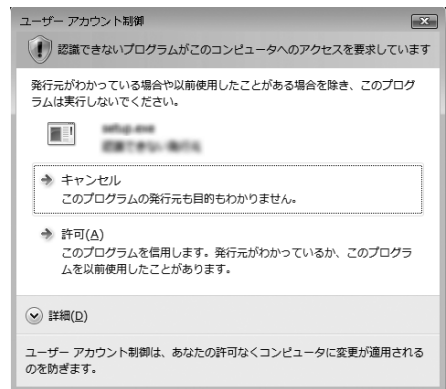 ユーザー アカウント制御
認識できないプログラムがこのコンピュータへのアクセスを要求しています
発行元がわかっている場合や以前使用したことがある場合を除き、このプログ
ラムは実行しないでください。
setup.exe
認識できない発行元
キャンセル
このプログラムの発行元も目的もわかりません。
許可(A)
このプログラムを信用します。発行元がわかっているか、このプログラ
ムを以前使用したことがあります。
詳細(D)
ユーザー アカウント制御は、あなたの許可なくコンピュータに変更が適用される
のを防ぎます。